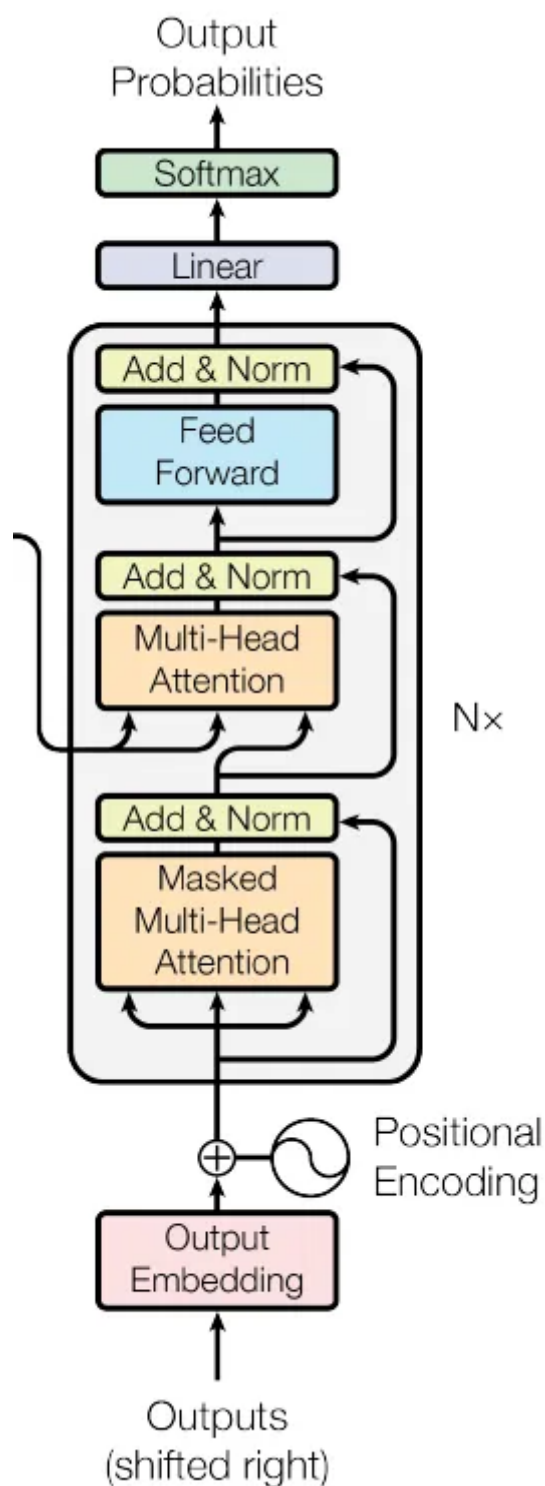 Output
Probabilities
Softmax
Linear
Add & Norm
Feed
Forward
Add & Norm
Multi-Head
Attention
N×
Add & Norm
Masked
Multi-Head
Attention
Positional
Encoding
Output
Embedding
Outputs
(shifted right)